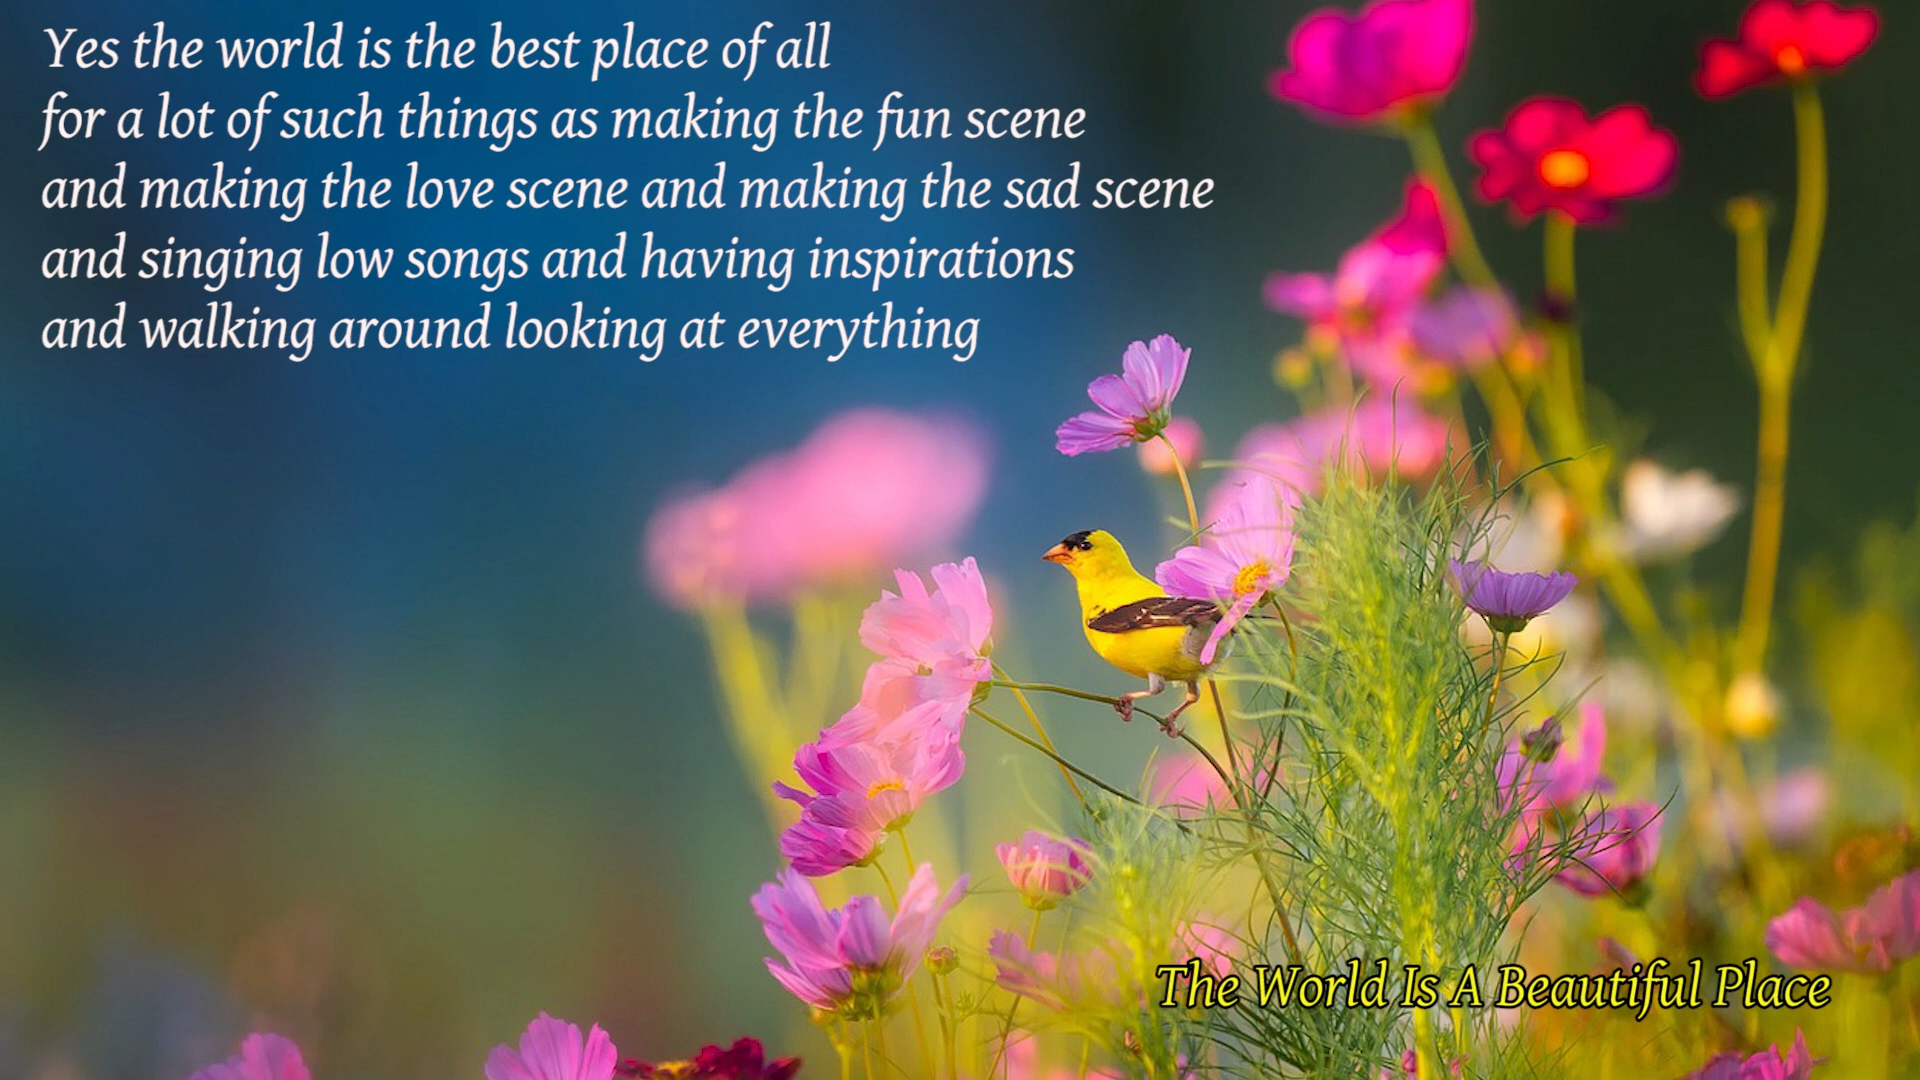 Yes the world is the best place of all
for a lot of such things as making the fun scene
and making the love scene and making the sad scene
and singing low songs and having inspirations
and walking around looking at everything
The World Is A Beautiful Place